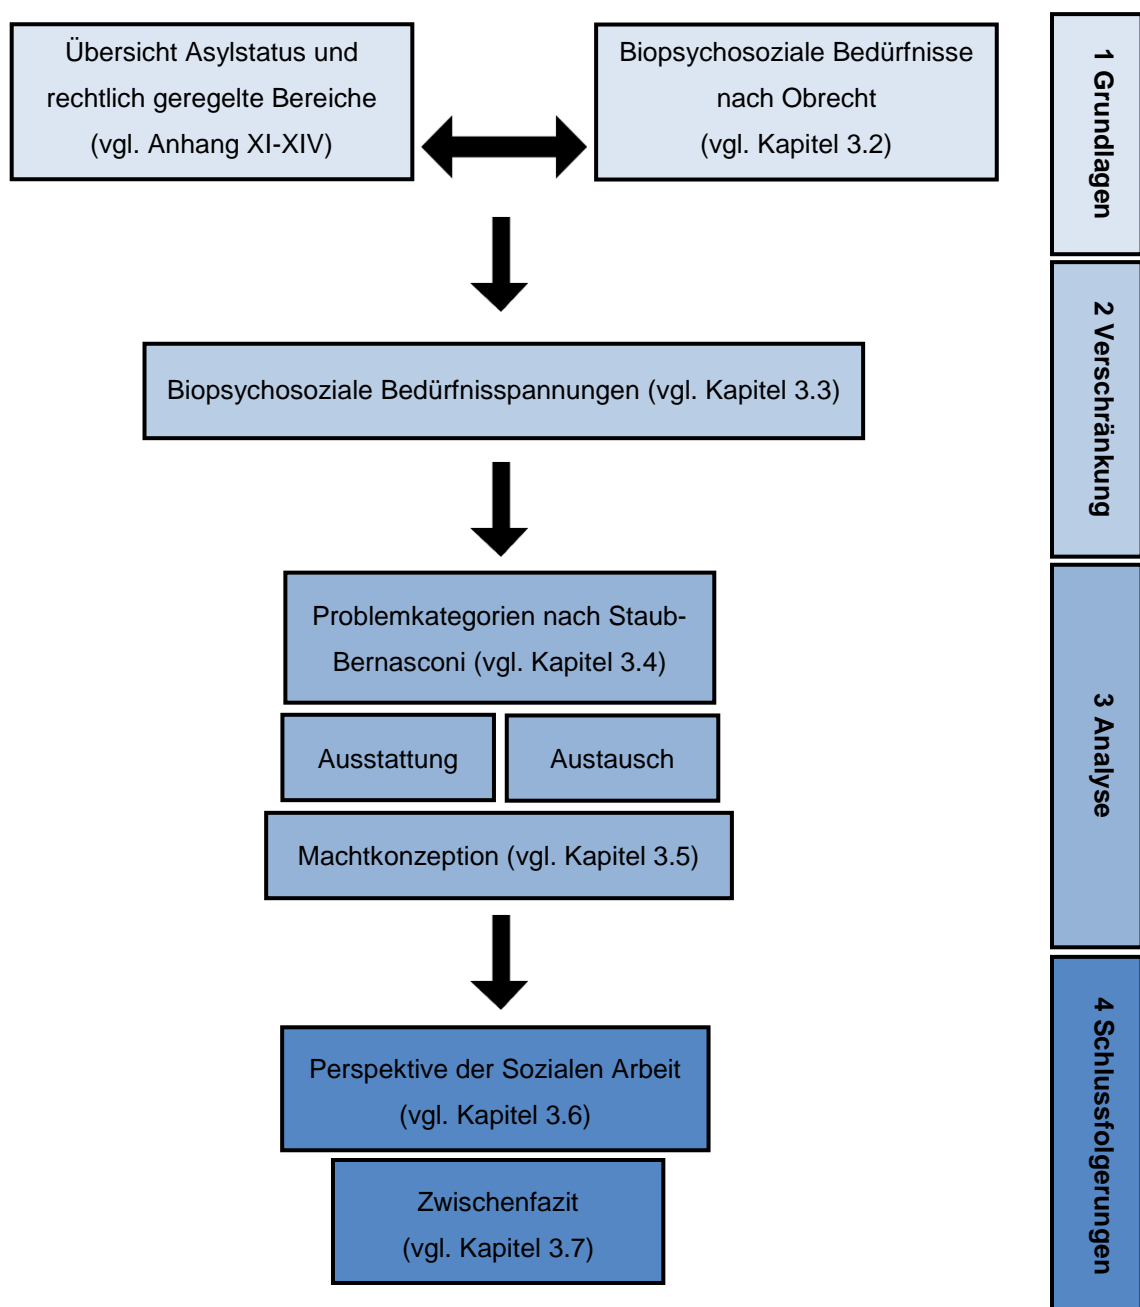 Übersicht Asylstatus und
rechtlich geregelte Bereiche
(vgl. Anhang XI-XIV)
Biopsychosoziale Bedürfnisse
nach Obrecht
(vgl. Kapitel 3.2)
1 Grundlagen
Biopsychosoziale Bedürfnisspannungen (vgl. Kapitel 3.3)
2 Verschränkung
Problemkategorien nach Staub-
Bernasconi (vgl. Kapitel 3.4)
Ausstattung
Austausch
Machtkonzeption (vgl. Kapitel 3.5)
3 Analyse
Perspektive der Sozialen Arbeit
(vgl. Kapitel 3.6)
Zwischenfazit
(vgl. Kapitel 3.7)
4 Schlussfolgerungen